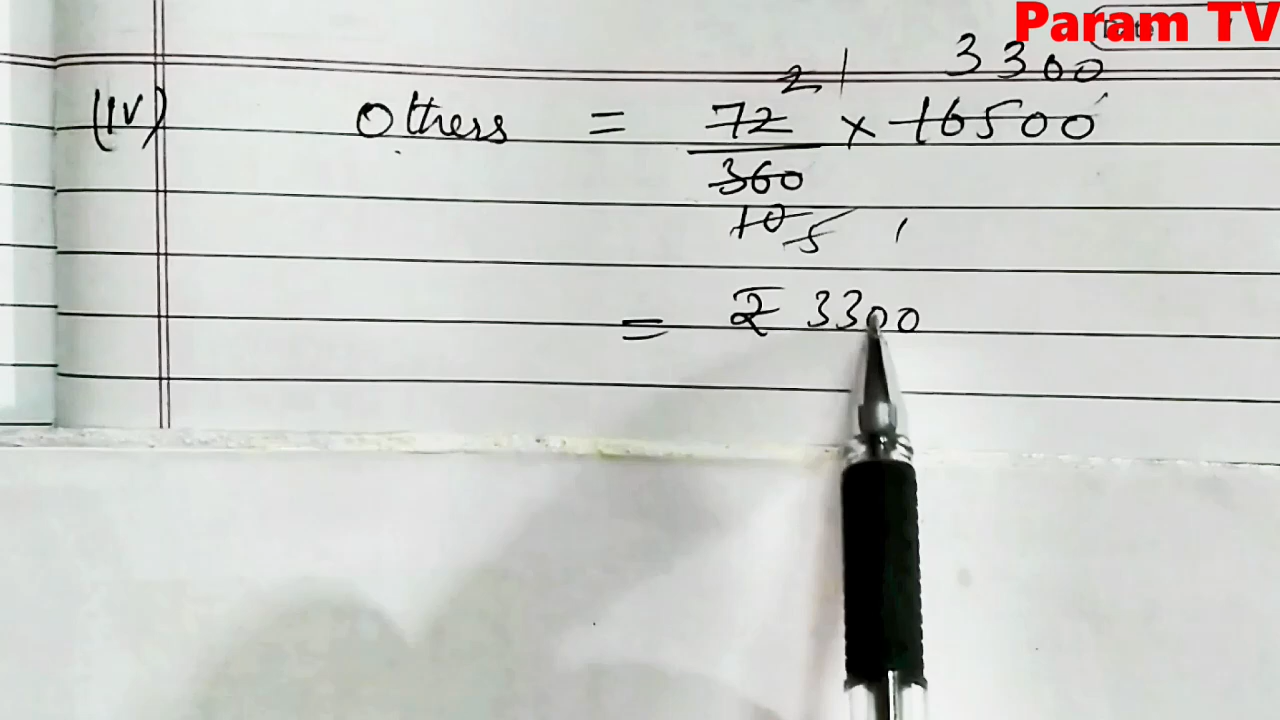 Param TV
2 1 3300
(IV) Others = 72 × 16500
360
10 5 1
= ₹ 3300